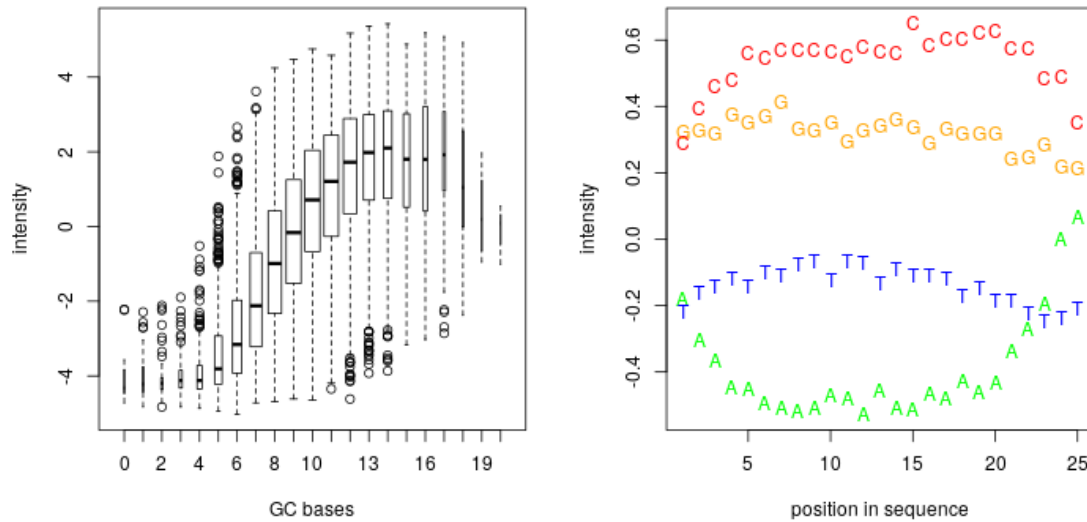 4
2
0
-2
-4
intensity
0 2 4 6 8 10 13 16 19
GC bases
0.6
0.4
0.2
0.0
-0.2
-0.4
intensity
C C C C C C C C C C C C C C C C C C C C C C C C C
G G G G G G G G G G G G G G G G G G G G G G G G G
T T T T T T T T T T T T T T T T T T T T T T T T T
A A A A A A A A A A A A A A A A A A A A A A A A A
5 10 15 20 25
position in sequence